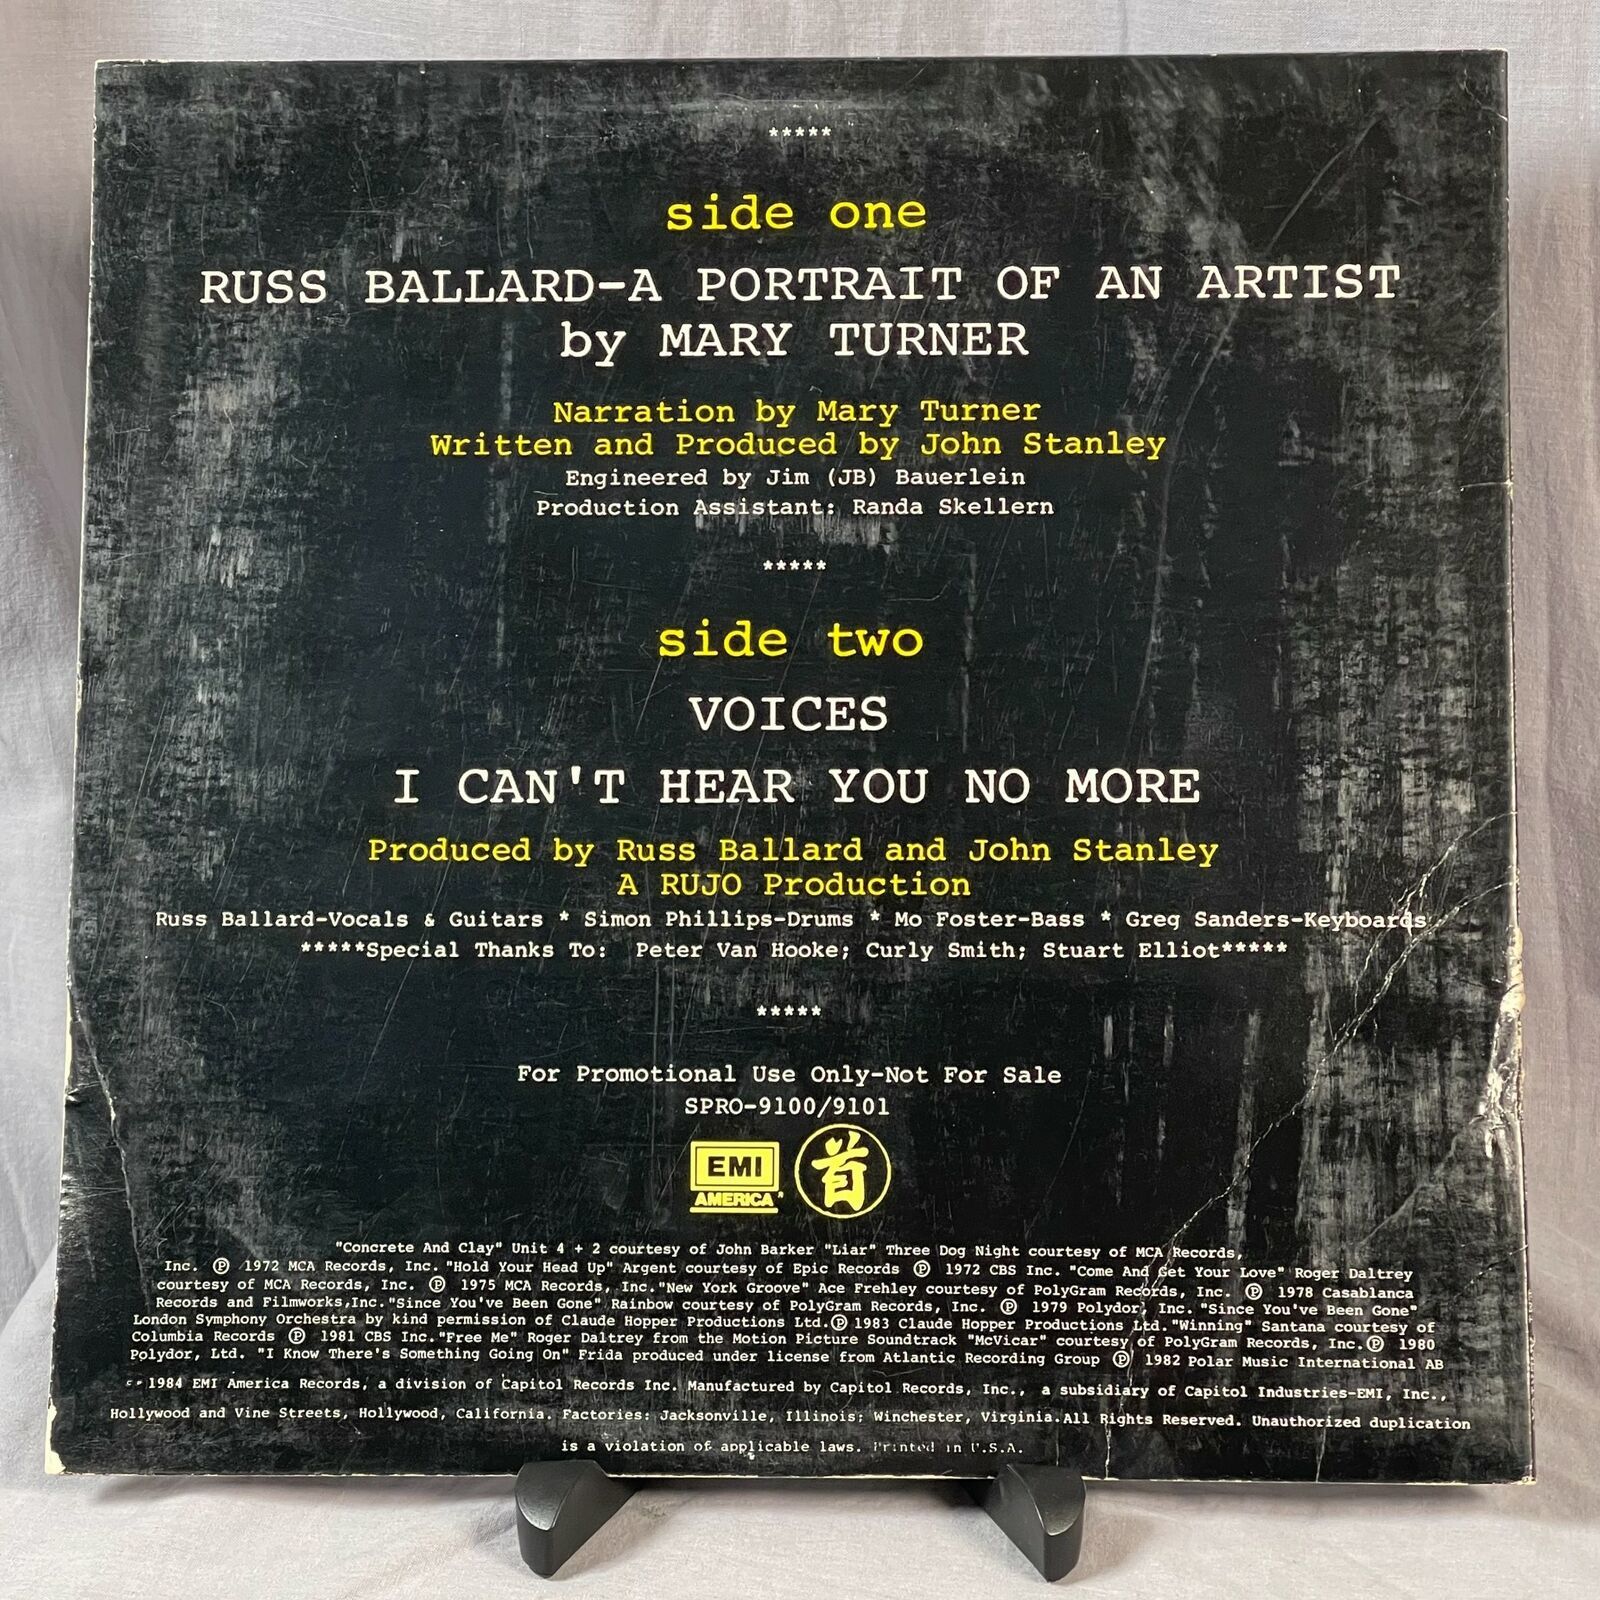 *****
side one
RUSS BALLARD-A PORTRAIT OF AN ARTIST
by MARY TURNER
Narration by Mary Turner
Written and Produced by John Stanley
Engineered by Jim (JB) Bauerlein
Production Assistant: Randa Skellern
*****
side two
VOICES
I CAN'T HEAR YOU NO MORE
Produced by Russ Ballard and John Stanley
A RUJO Production
Russ Ballard-Vocals & Guitars * Simon Phillips-Drums * Mo Foster-Bass * Greg Sanders-Keyboards
*****Special Thanks To: Peter Van Hooke; Curly Smith; Stuart Elliot*****
*****
For Promotional Use Only-Not For Sale
SPRO-9100/9101
EMI 首
AMERICA
"Concrete And Clay" Unit 4 + 2 courtesy of John Barker "Liar" Three Dog Night courtesy of MCA Records,
Inc. ℗ 1972 MCA Records, Inc. "Hold Your Head Up" Argent courtesy of Epic Records ℗ 1972 CBS Inc. "Come And Get Your Love" Roger Daltrey
courtesy of MCA Records, Inc. ℗ 1975 MCA Records, Inc. "New York Groove" Ace Frehley courtesy of PolyGram Records, Inc. ℗ 1978 Casablanca
Records and Filmworks,Inc. "Since You've Been Gone" Rainbow courtesy of PolyGram Records, Inc. ℗ 1979 Polydor, Inc. "Since You've Been Gone"
London Symphony Orchestra by kind permission of Claude Hopper Productions Ltd.℗ 1983 Claude Hopper Productions Ltd. "Winning" Santana courtesy of
Columbia Records ℗ 1981 CBS Inc. "Free Me" Roger Daltrey from the Motion Picture Soundtrack "McVicar" courtesy of PolyGram Records, Inc.℗ 1980
Polydor, Ltd. "I Know There's Something Going On" Frida produced under license from Atlantic Recording Group ℗ 1982 Polar Music International AB
1984 EMI America Records, a division of Capitol Records Inc. Manufactured by Capitol Records, Inc., a subsidiary of Capitol Industries-EMI, Inc.,
Hollywood and Vine Streets, Hollywood, California. Factories: Jacksonville, Illinois; Winchester, Virginia.All Rights Reserved. Unauthorized duplication
is a violation of applicable laws. Printed in U.S.A.